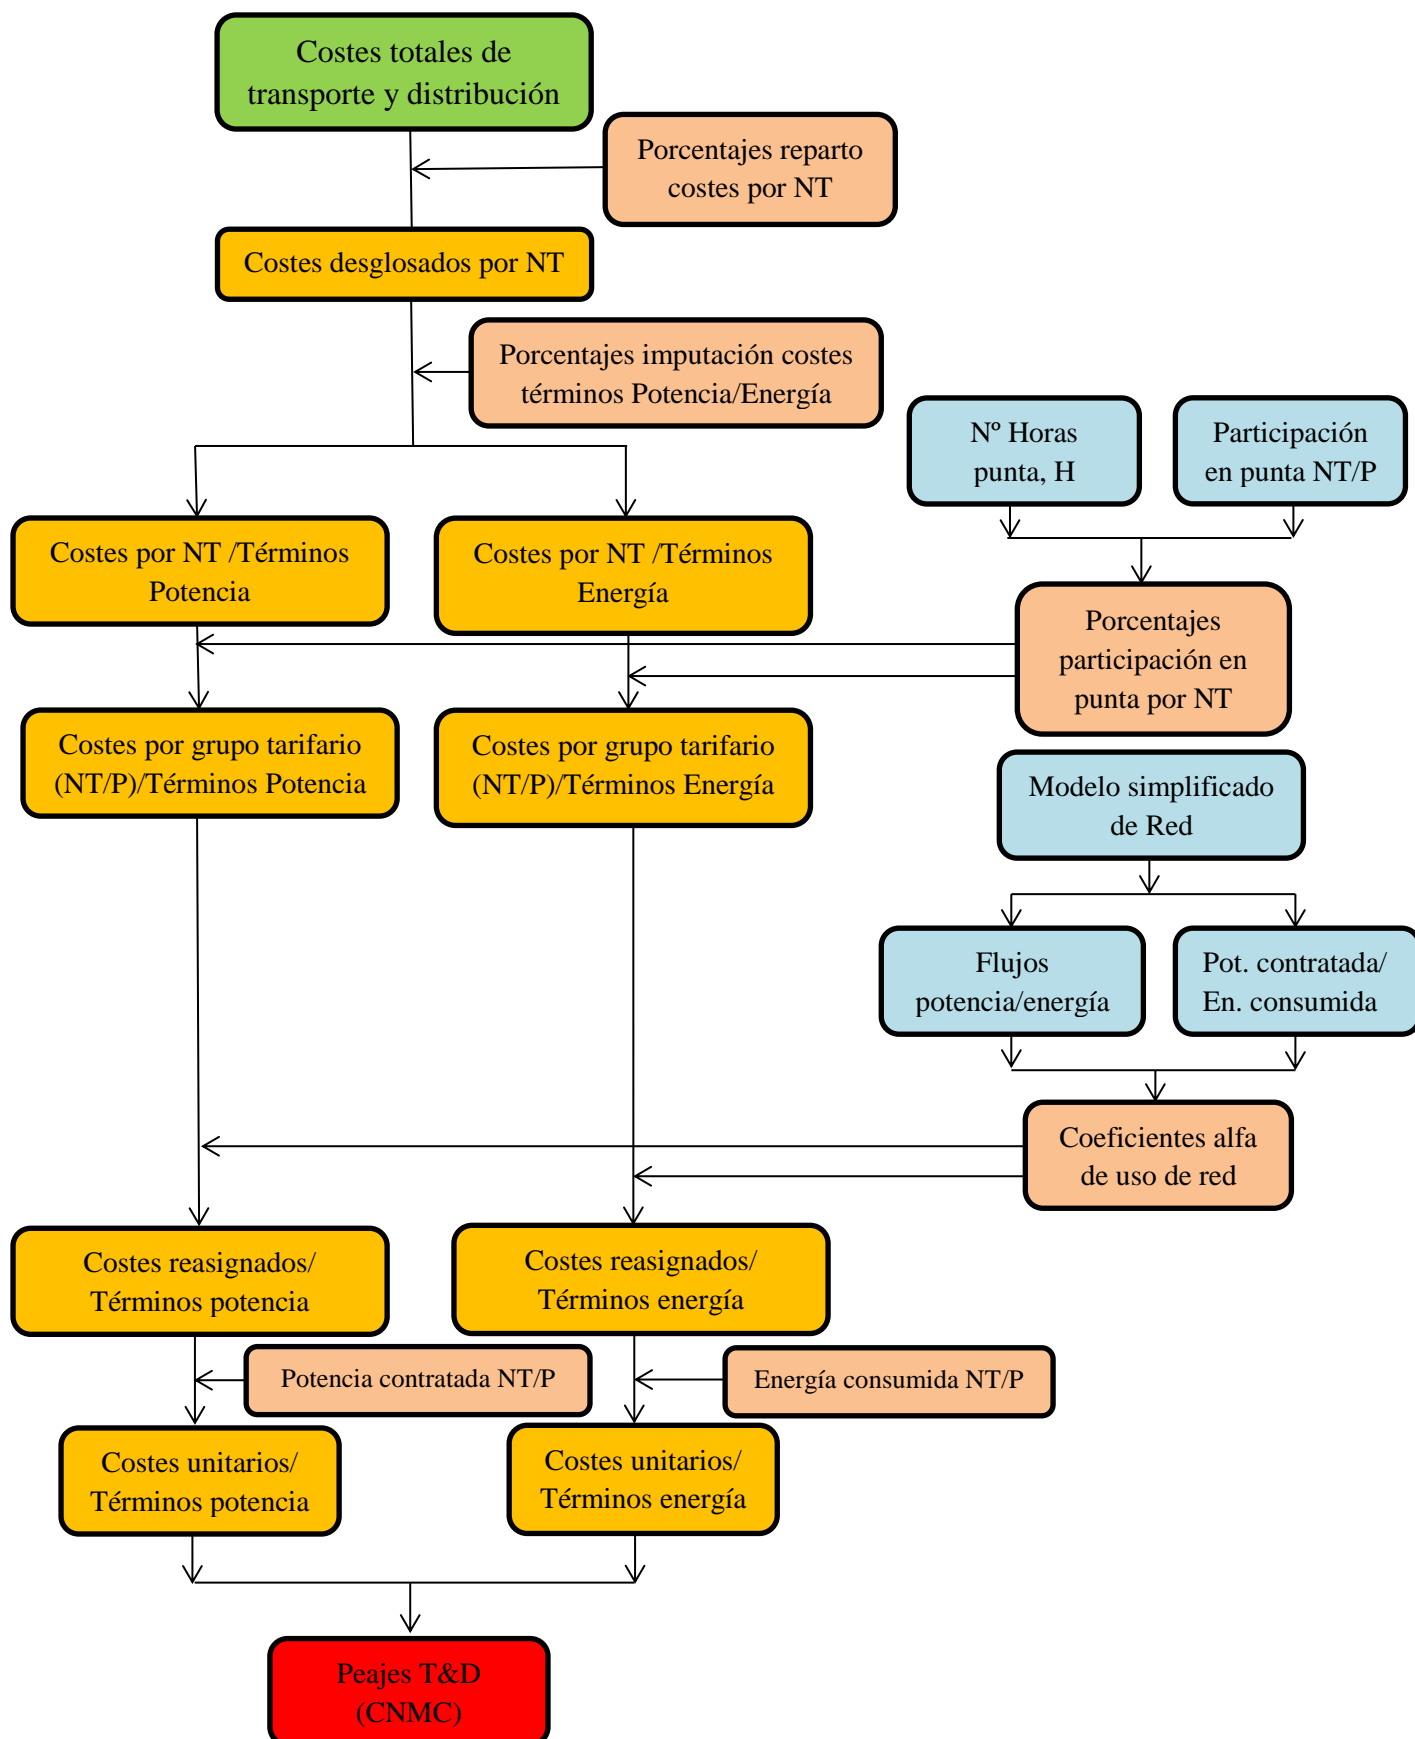 Costes totales de
transporte y distribución
Porcentajes reparto
costes por NT
Costes desglosados por NT
Porcentajes imputación costes
términos Potencia/Energía
Nº Horas
punta, H
Participación
en punta NT/P
Costes por NT /Términos
Potencia
Costes por NT /Términos
Energía
Porcentajes
participación en
punta por NT
Costes por grupo tarifario
(NT/P)/Términos Potencia
Costes por grupo tarifario
(NT/P)/Términos Energía
Modelo simplificado
de Red
Flujos
potencia/energía
Pot. contratada/
En. consumida
Coeficientes alfa
de uso de red
Costes reasignados/
Términos potencia
Costes reasignados/
Términos energía
Potencia contratada NT/P
Energía consumida NT/P
Costes unitarios/
Términos potencia
Costes unitarios/
Términos energía
Peajes T&D
(CNMC)